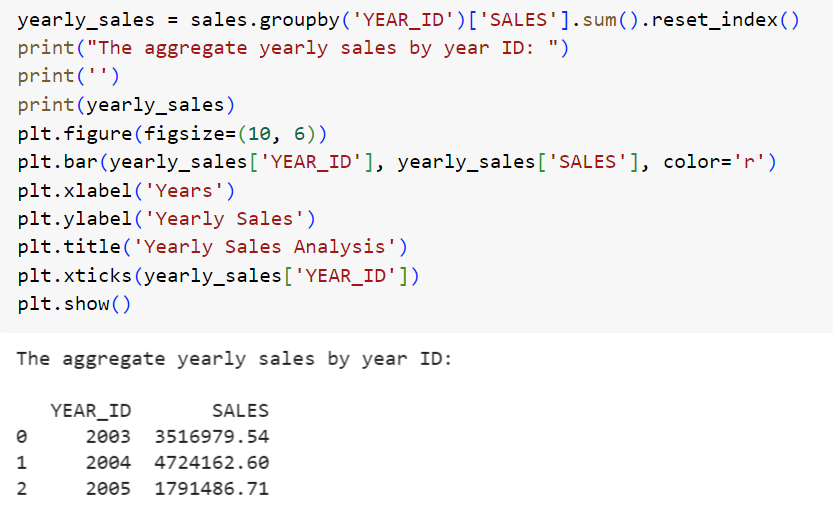 yearly_sales = sales.groupby('YEAR_ID')['SALES'].sum().reset_index()
print("The aggregate yearly sales by year ID: ")
print('')
print(yearly_sales)
plt.figure(figsize=(10, 6))
plt.bar(yearly_sales['YEAR_ID'], yearly_sales['SALES'], color='r')
plt.xlabel('Years')
plt.ylabel('Yearly Sales')
plt.title('Yearly Sales Analysis')
plt.xticks(yearly_sales['YEAR_ID'])
plt.show()
The aggregate yearly sales by year ID:
YEAR_ID SALES
0 2003 3516979.54
1 2004 4724162.60
2 2005 1791486.71